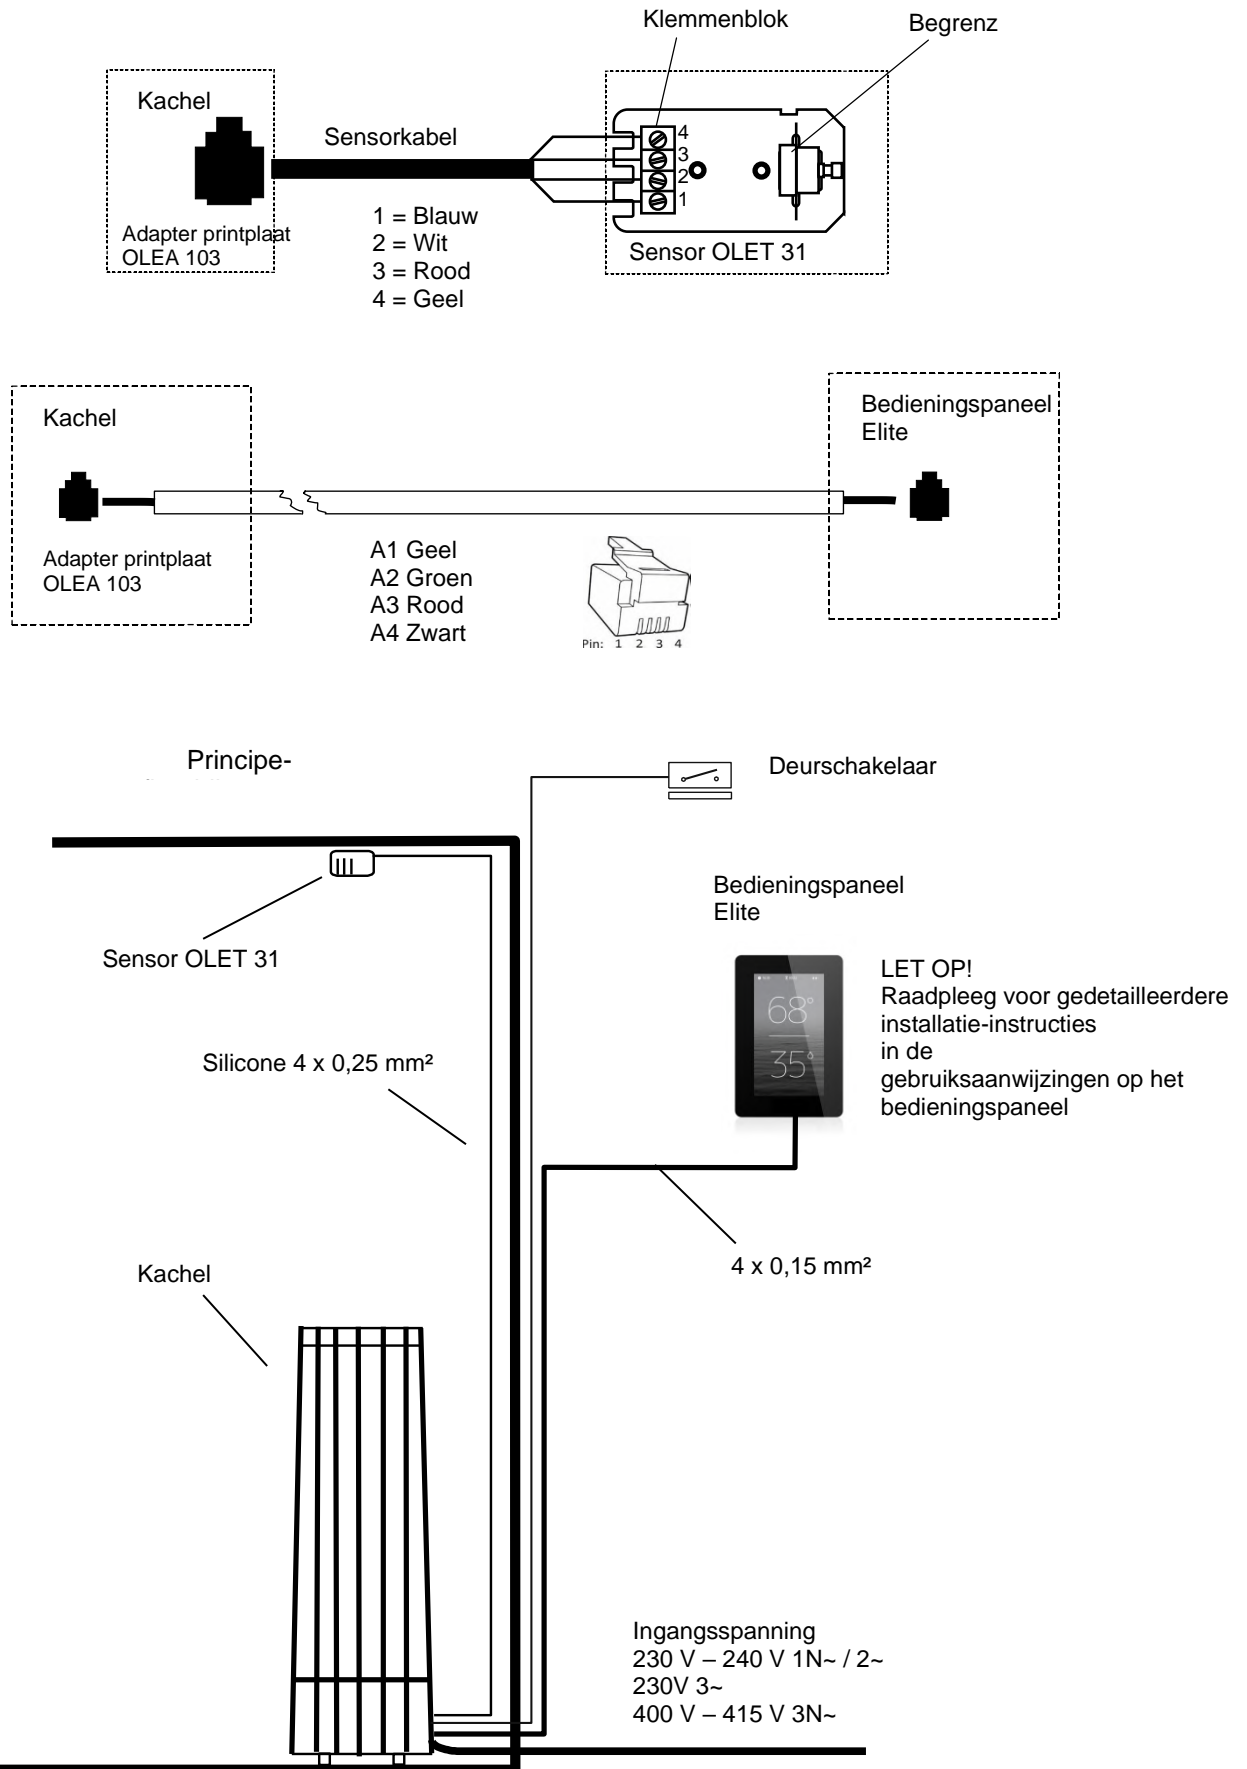 Klemmenblok
Begrenz
Kachel
Sensorkabel
4
3
2
1
Adapter printplaat
OLEA 103
1 = Blauw
2 = Wit
3 = Rood
4 = Geel
Sensor OLET 31
Kachel
Bedieningspaneel
Elite
Adapter printplaat
OLEA 103
A1 Geel
A2 Groen
A3 Rood
A4 Zwart
Pin: 1 2 3 4
Principe-
Deurschakelaar
Sensor OLET 31
Bedieningspaneel
Elite
68°
35°
LET OP!
Raadpleeg voor gedetailleerdere
installatie-instructies
in de
gebruiksaanwijzingen op het
bedieningspaneel
Silicone 4 x 0,25 mm²
4 x 0,15 mm²
Kachel
Ingangsspanning
230 V – 240 V 1N~ / 2~
230V 3~
400 V – 415 V 3N~